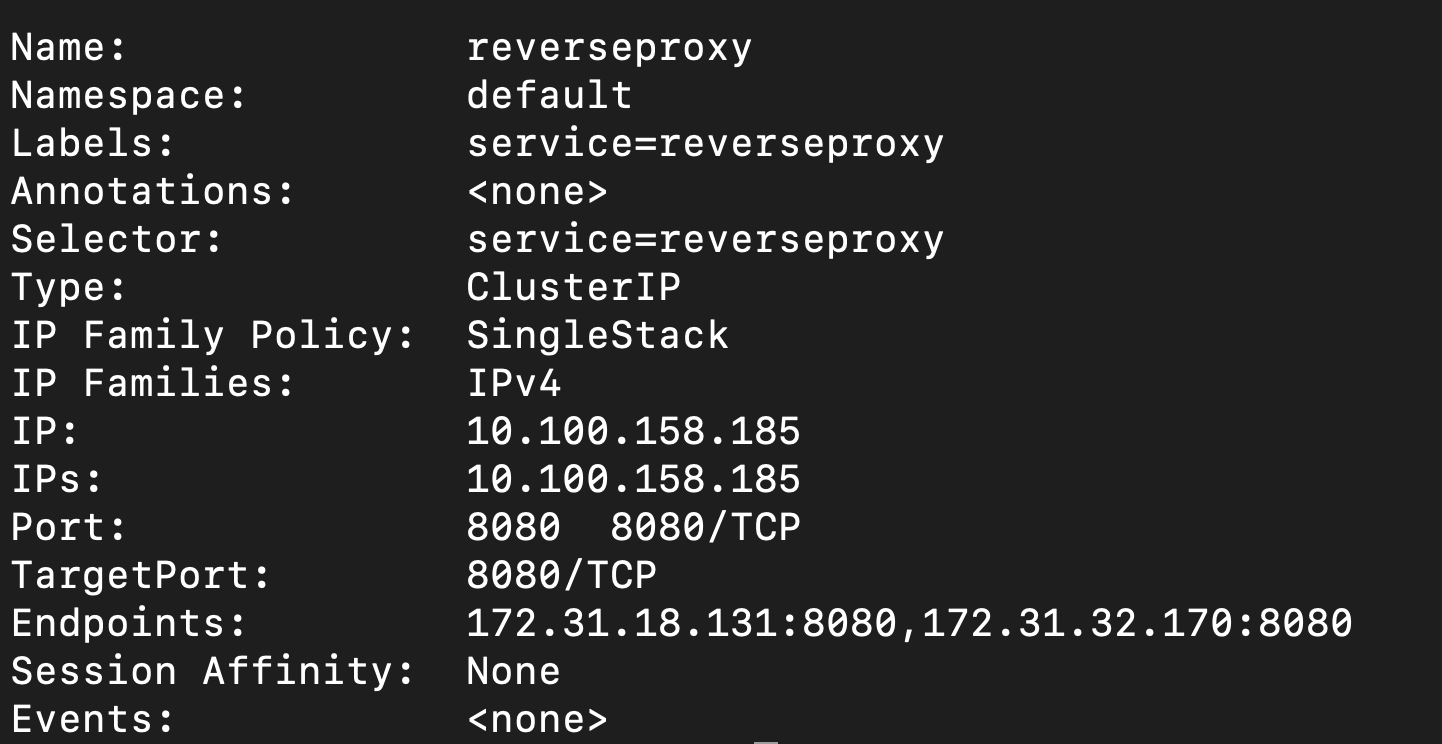 Name:              reverseproxy
Namespace:         default
Labels:            service=reverseproxy
Annotations:       <none>
Selector:          service=reverseproxy
Type:              ClusterIP
IP Family Policy:  SingleStack
IP Families:       IPv4
IP:                10.100.158.185
IPs:               10.100.158.185
Port:              8080  8080/TCP
TargetPort:        8080/TCP
Endpoints:         172.31.18.131:8080,172.31.32.170:8080
Session Affinity:  None
Events:            <none>